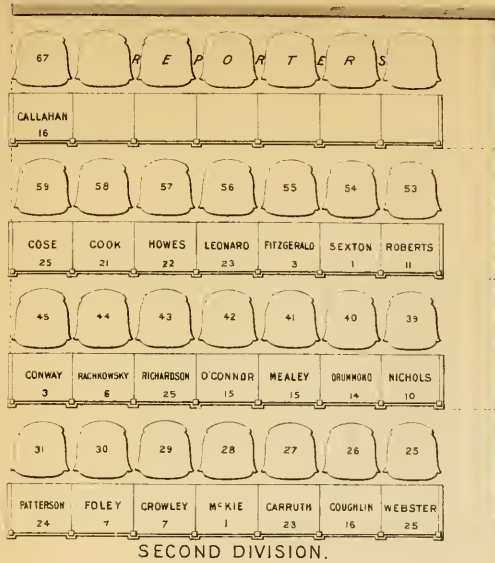 67 REPORTERS
CALLAHAN
16
59 58 57 56 55 54 53
COSE COOK HOWES LEONARD FITZGERALD SEXTON ROBERTS
25 21 22 23 3 1 11
45 44 43 42 41 40 39
CONWAY RACHKOWSKY RICHARDSON O'CONNOR MEALEY DRUMMOND NICHOLS
3 6 25 15 15 14 10
31 30 29 28 27 26 25
PATTERSON FOLEY CROWLEY McKIE CARRUTH COUGHLIN WEBSTER
24 7 7 1 23 16 25
SECOND DIVISION.